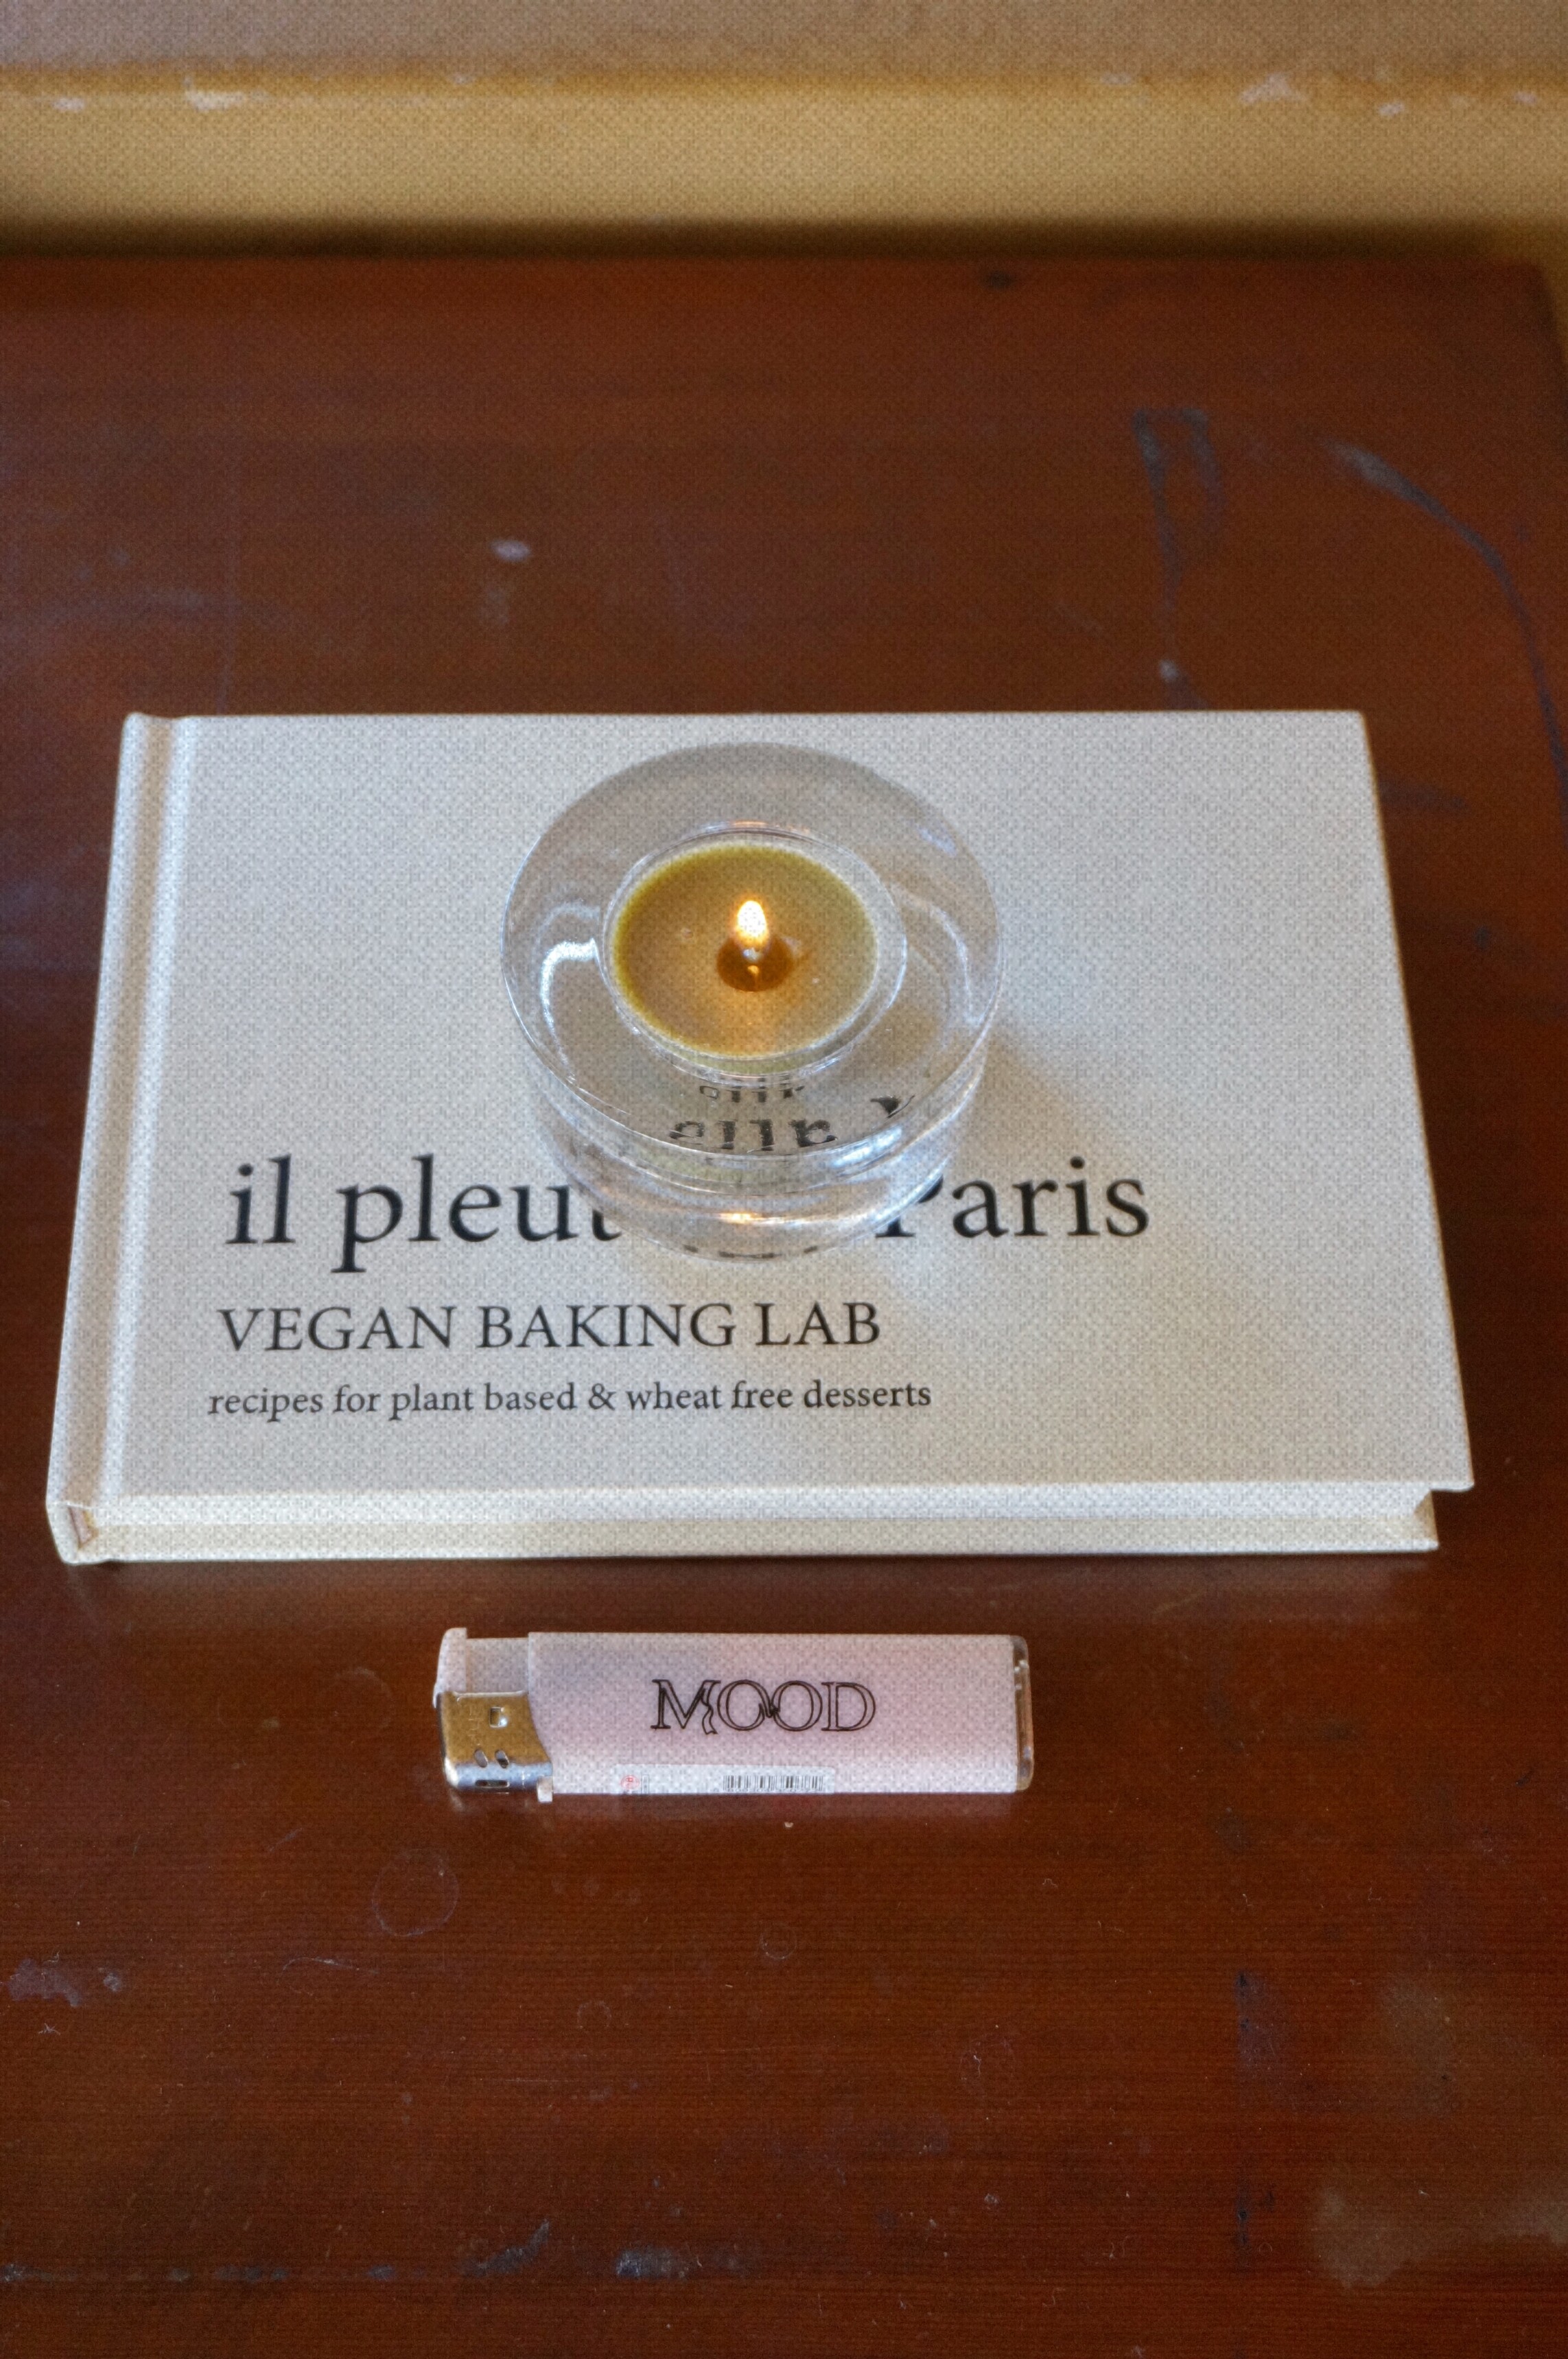 il pleut Paris
VEGAN BAKING LAB
recipes for plant based & wheat free desserts
MOOD